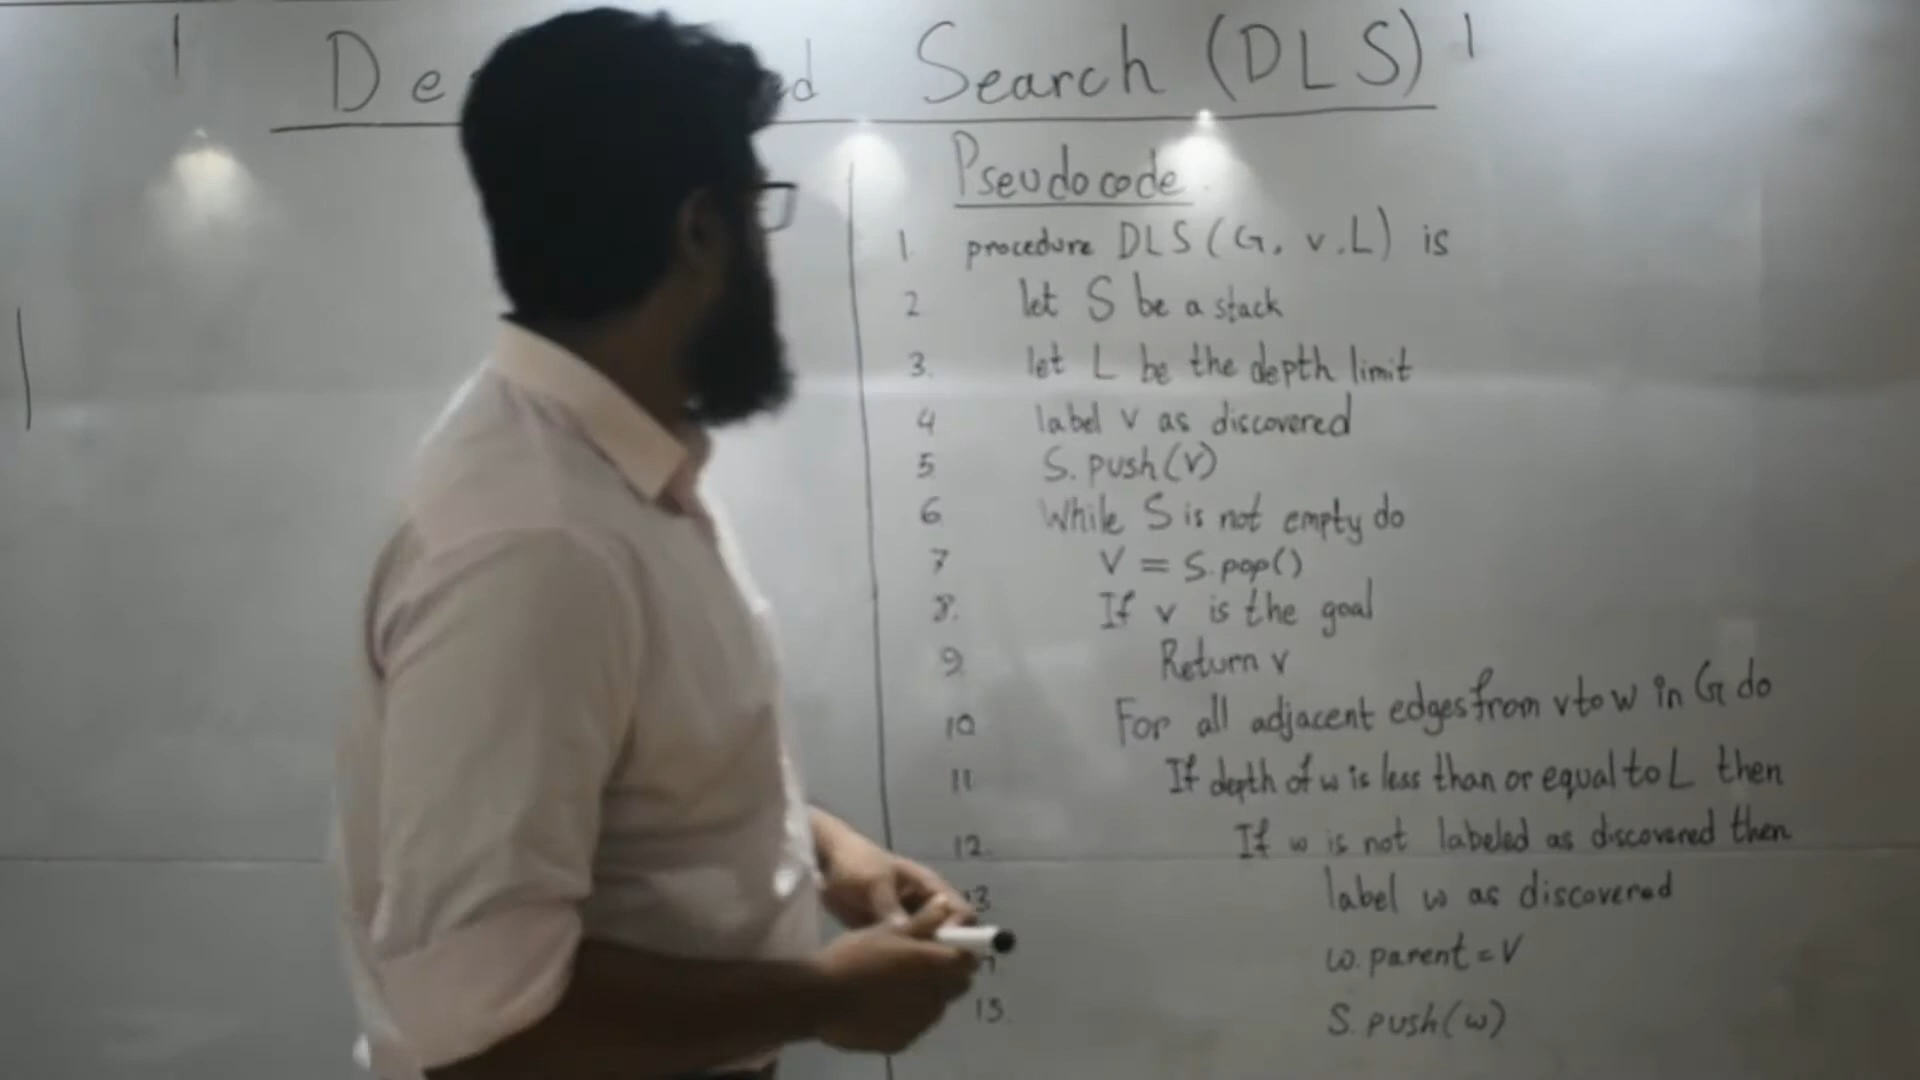 De d Search (DLS)
Pseudocode
1. procedure DLS (G, v, L) is
2 let S be a stack
3. let L be the depth limit
4 label v as discovered
5 S.push(v)
6 While S is not empty do
7 V = S.pop()
8. If v is the goal
9 Return v
10 For all adjacent edges from v to w in G do
11 If depth of w is less than or equal to L then
12. If w is not labeled as discovered then
13 label w as discovered
w.parent = V
15. S.push(w)